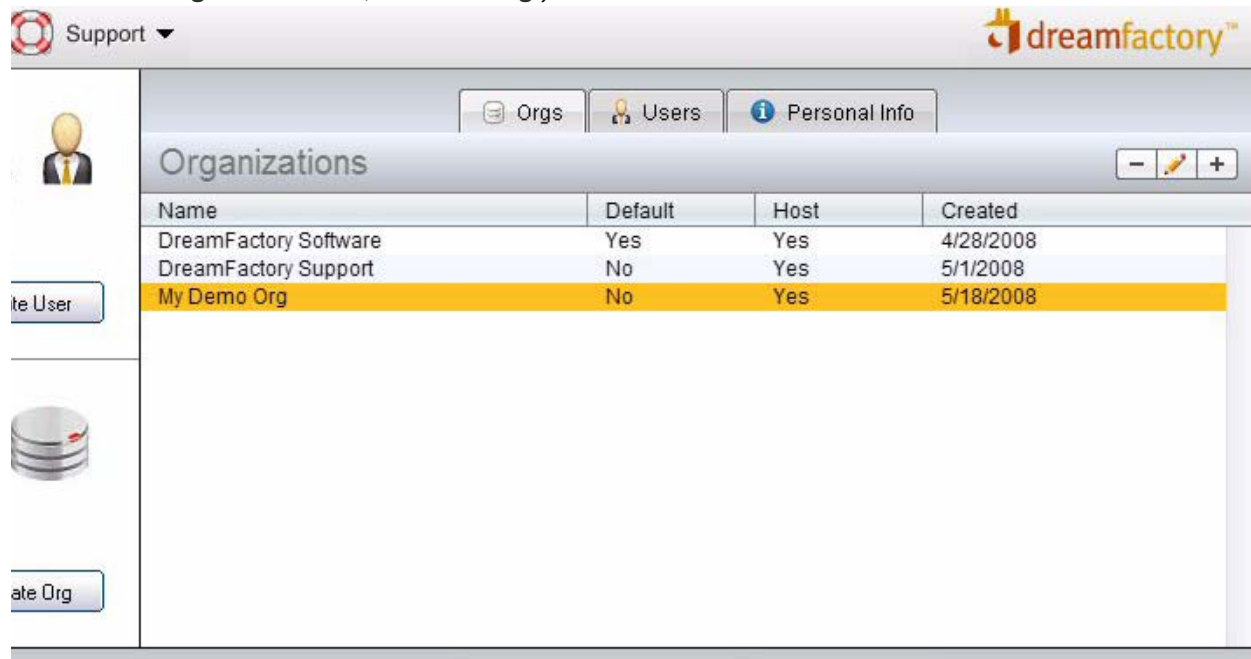 Support
dreamfactory™
Orgs Users Personal Info
Organizations
Name Default Host Created
DreamFactory Software Yes Yes 4/28/2008
DreamFactory Support No Yes 5/1/2008
te User
My Demo Org No Yes 5/18/2008
ate Org